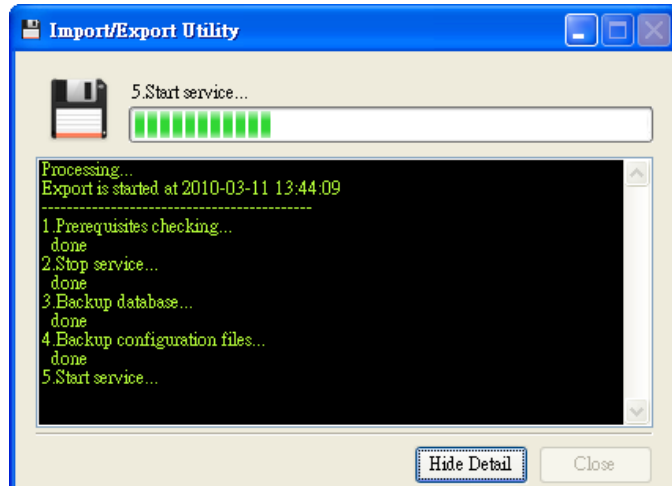 Import/Export Utility
5.Start service...
Processing...
Export is started at 2010-03-11 13:44:09
-------------------------------------------
1.Prerequisites checking...
done
2.Stop service...
done
3.Backup database...
done
4.Backup configuration files...
done
5.Start service...
Hide Detail Close